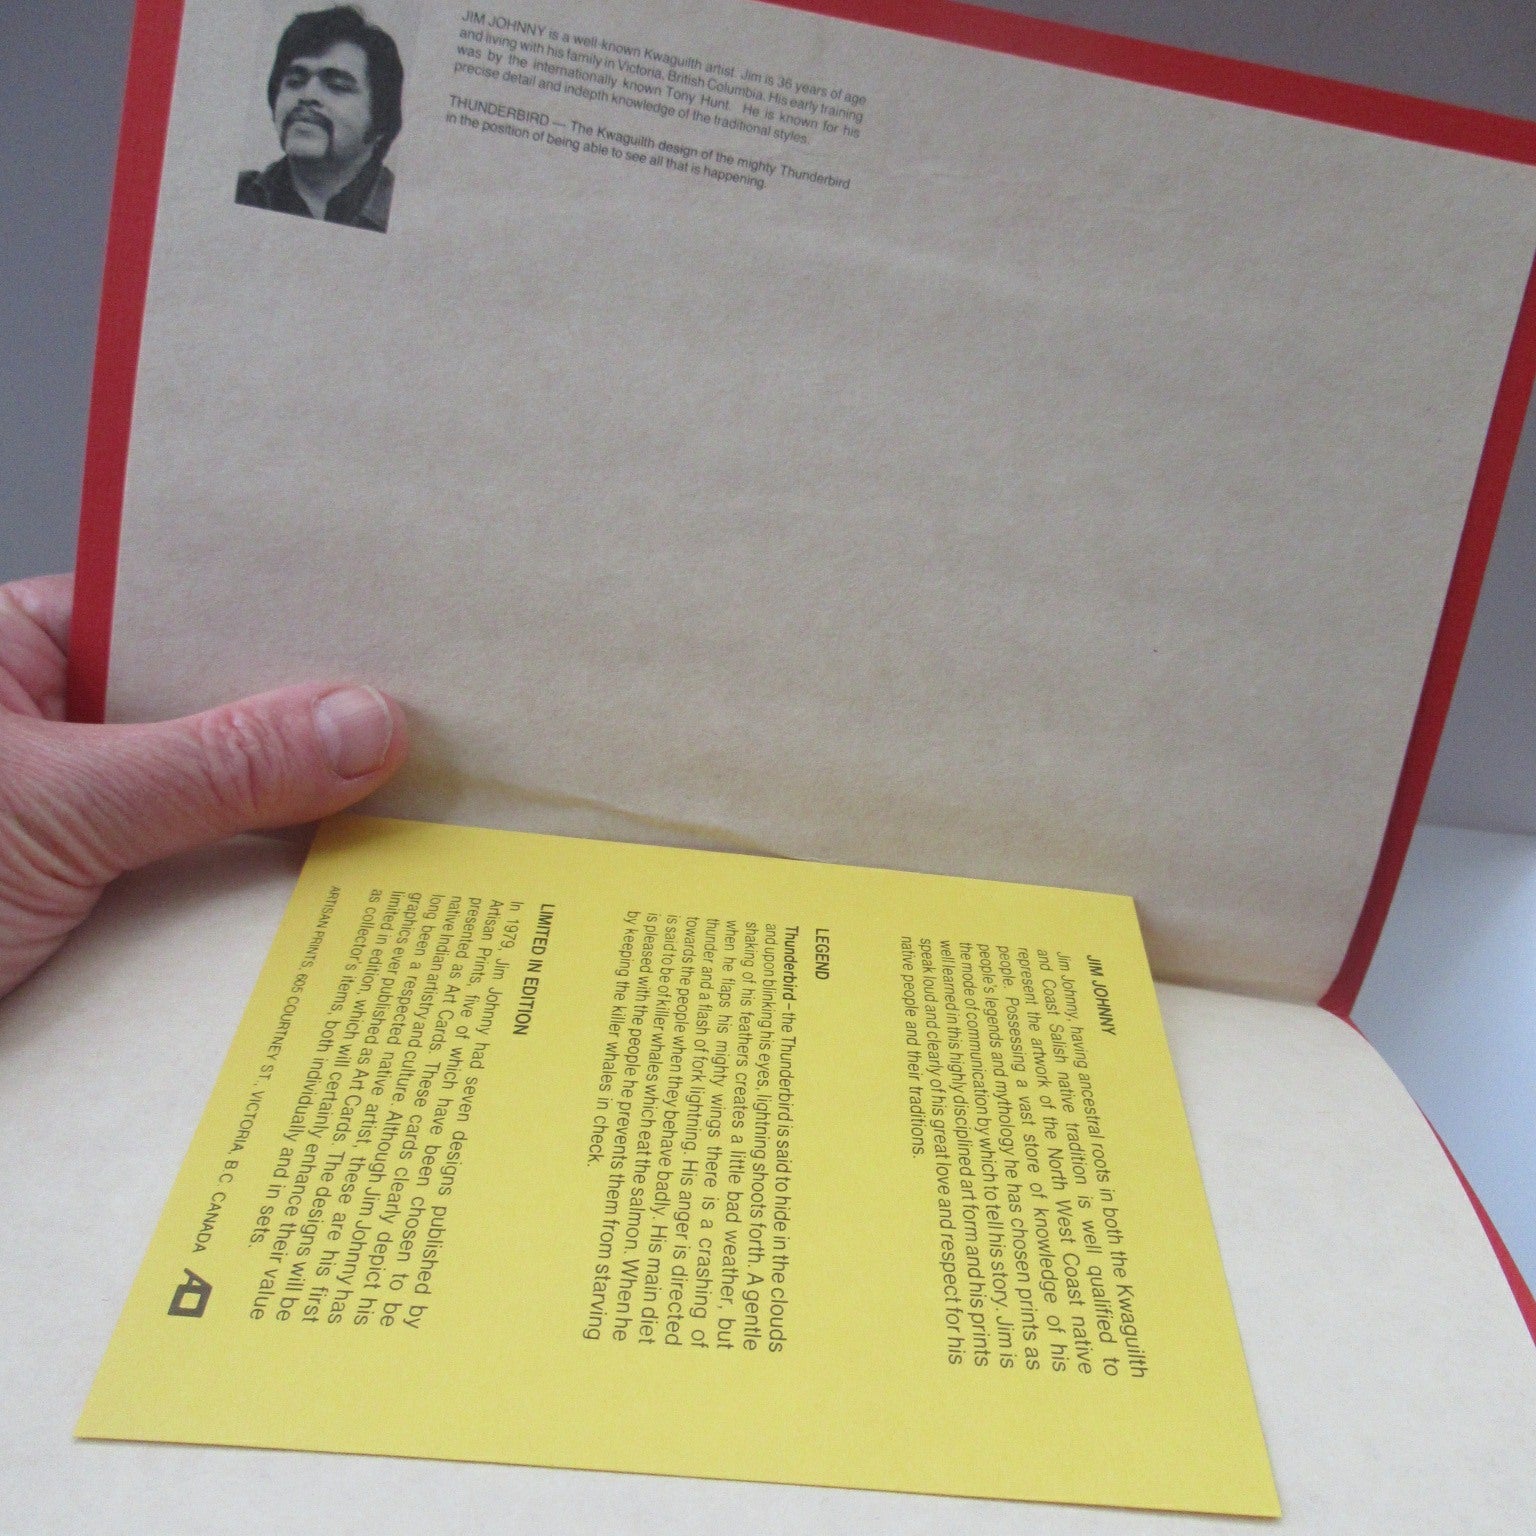 JIM JOHNNY is a well-known Kwaguilth artist. Jim is 36 years of age
and living with his family in Victoria, British Columbia. His early training
was by the internationally known Tony Hunt. He is known for his
precise detail and indepth knowledge of the traditional styles.
THUNDERBIRD — The Kwaguilth design of the mighty Thunderbird
in the position of being able to see all that is happening.
JIM JOHNNY
Jim Johnny, having ancestral roots in both the Kwaguilth
and Coast Salish native tradition is well qualified to
represent the artwork of the North West Coast native
people. Possessing a vast store of knowledge of his
people's legends and mythology he has chosen prints as
the mode of communication by which to tell his story. Jim is
well learned in this highly disciplined art form and his prints
speak loud and clearly of his great love and respect for his
native people and their traditions.
LEGEND
Thunderbird - the Thunderbird is said to hide in the clouds
and upon blinking his eyes, lightning shoots forth. A gentle
shaking of his feathers creates a little bad weather, but
when he flaps his mighty wings there is a crashing of
thunder and a flash of fork lightning. His anger is directed
towards the people when they behave badly. His main diet
is said to be of killer whales which eat the salmon. When he
is pleased with the people he prevents them from starving
by keeping the killer whales in check.
LIMITED IN EDITION
In 1979, Jim Johnny had seven designs published by
Artisan Prints, five of which have been chosen to be
presented as Art Cards. These cards clearly depict his
native Indian artistry and culture. Although Jim Johnny has
long been a respected native artist, these are his first
graphics ever published as Art Cards. The designs will be
limited in edition, which will certainly enhance their value
as collector's items, both individually and in sets.
ARTISAN PRINTS 605 COURTNEY ST., VICTORIA, B.C. CANADA